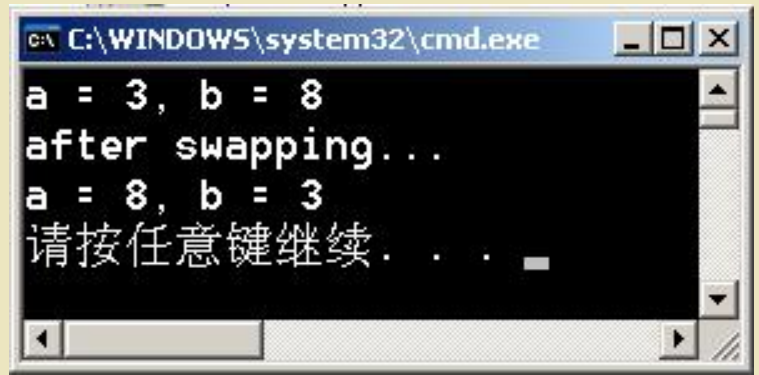 C:\WINDOWS\system32\cmd.exe
a = 3, b = 8
after swapping...
a = 8, b = 3
请按任意键继续. . .